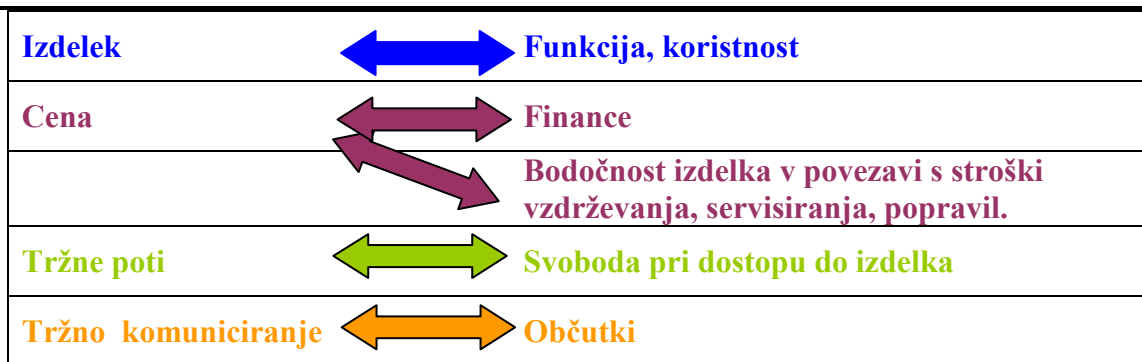 Izdelek Funkcija, koristnost
Cena Finance
Bodočnost izdelka v povezavi s stroški
vzdrževanja, servisiranja, popravil.
Tržne poti Svoboda pri dostopu do izdelka
Tržno komuniciranje Občutki